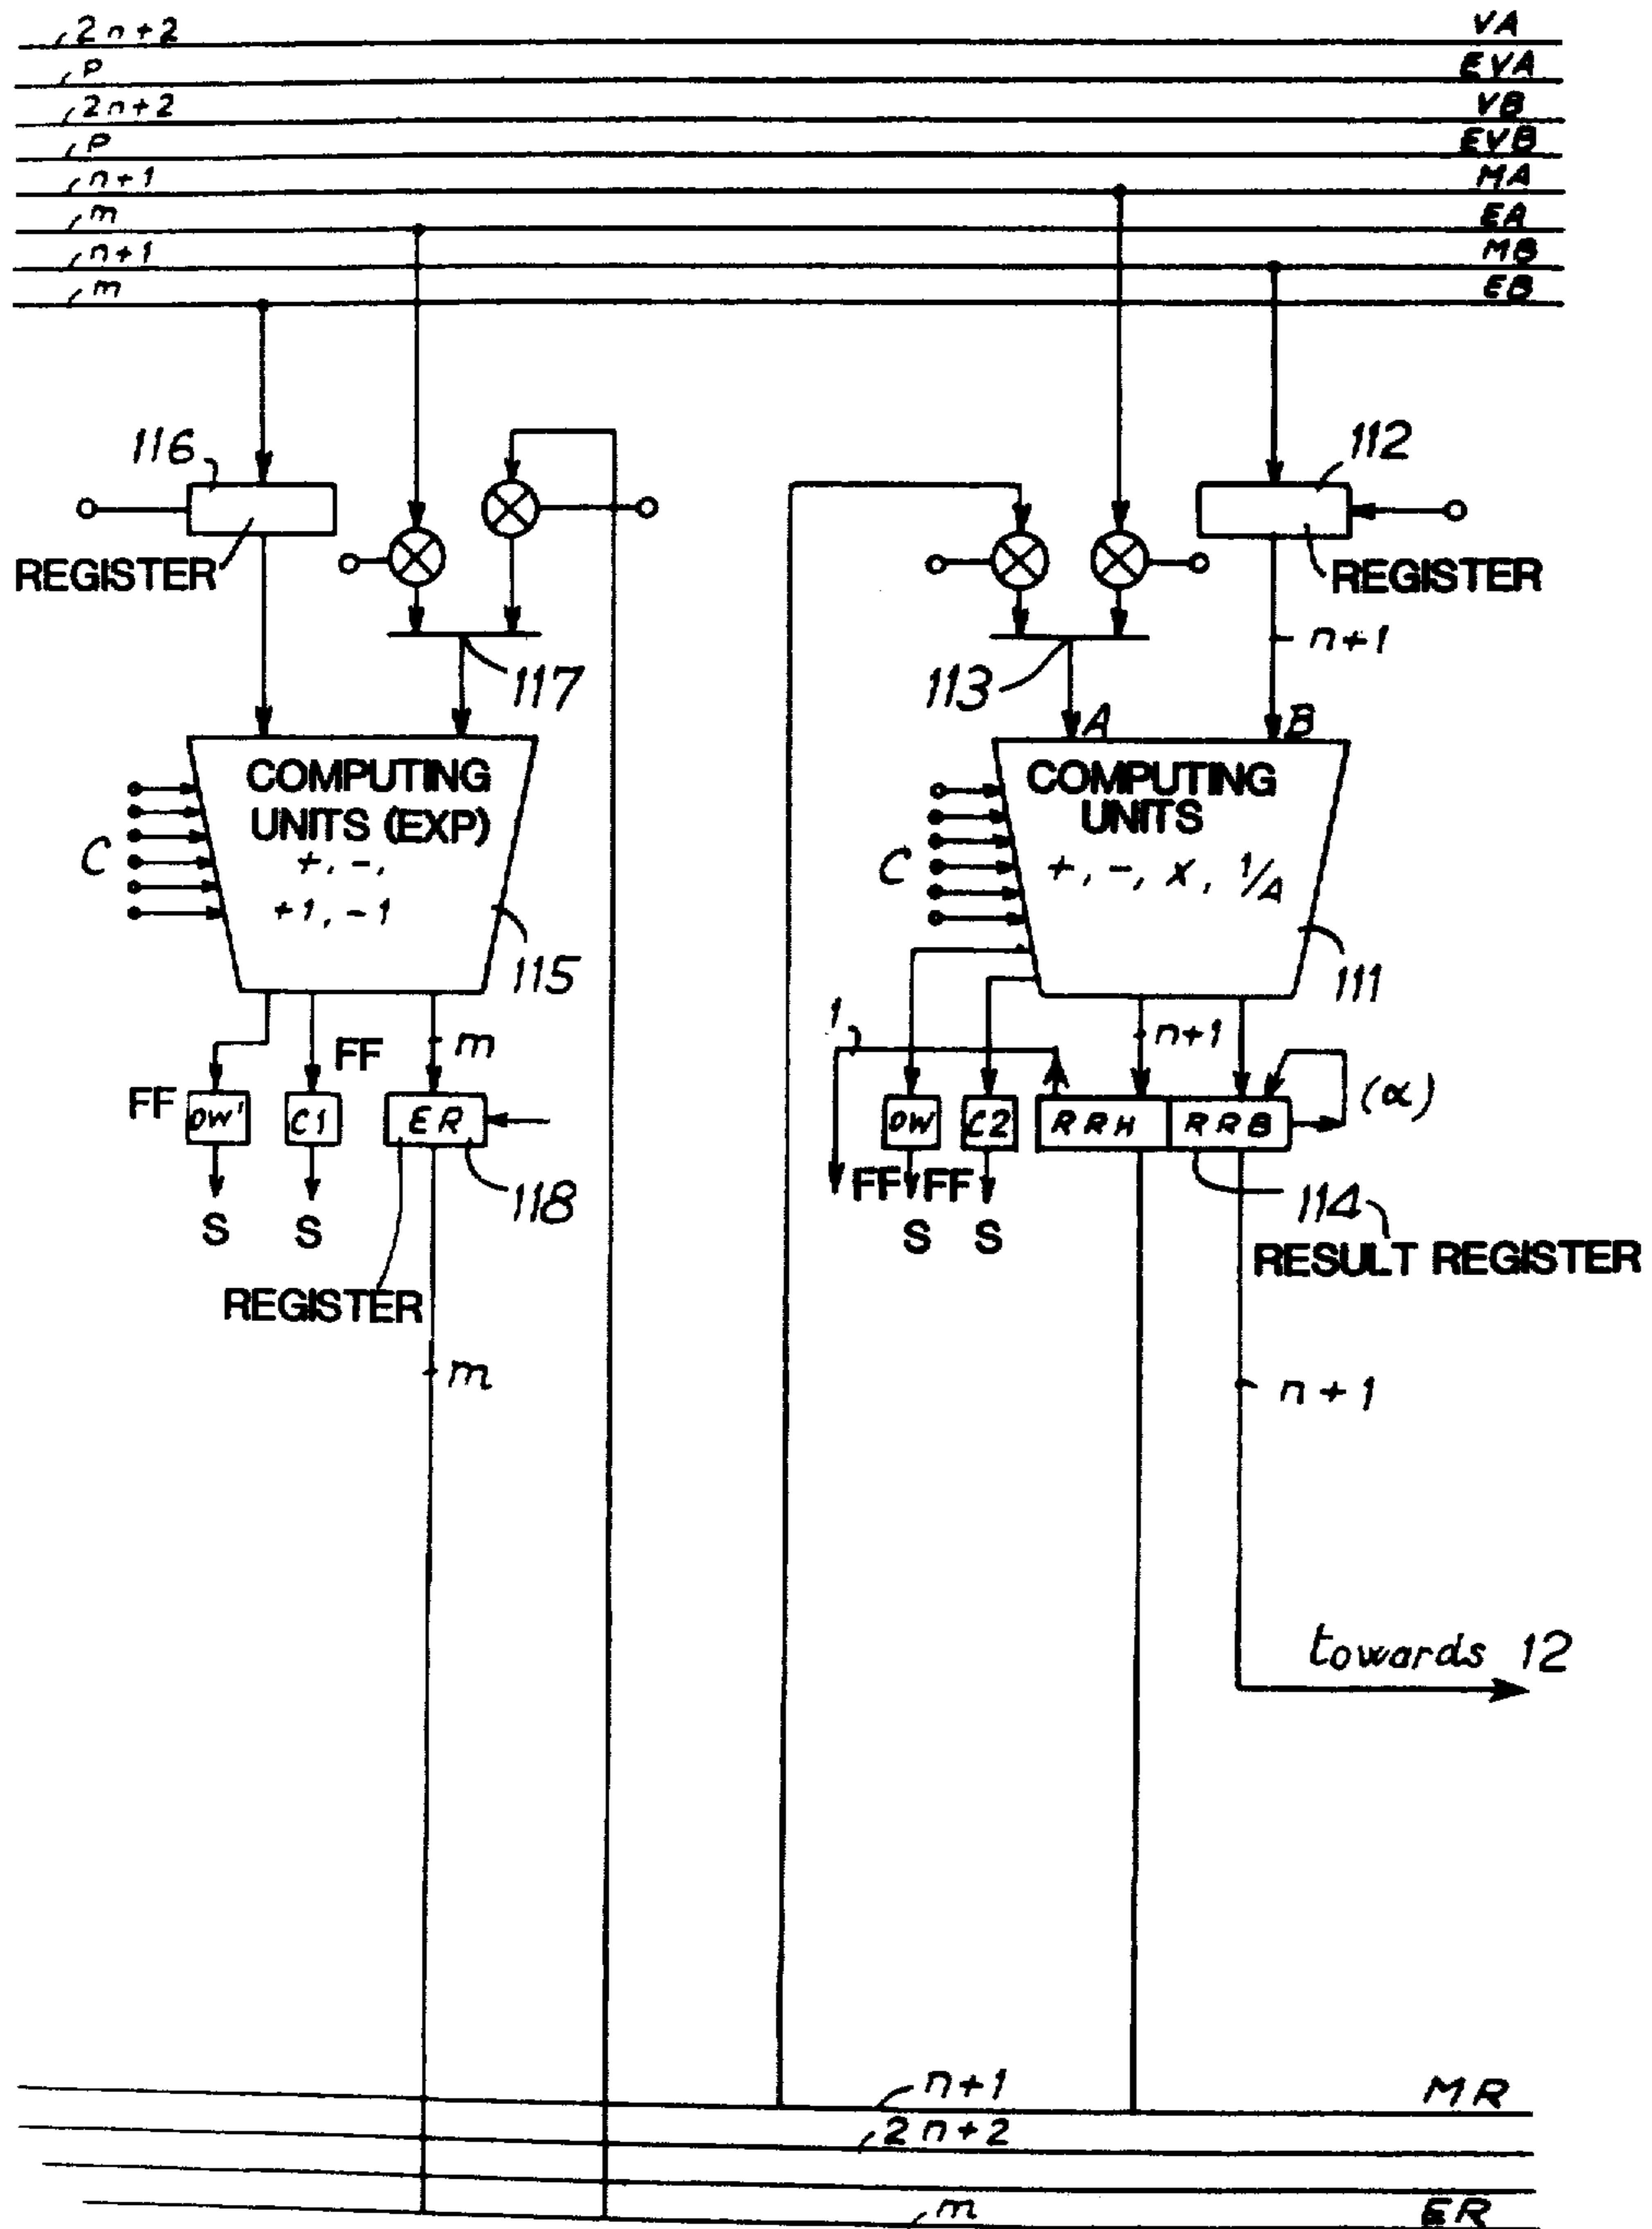 2n+2 VA
P EVA
2n+2 VB
P EVB
n+1 MA
m EA
n+1 MB
m EB
116
112
REGISTER
REGISTER
n+1
117
113
A B
COMPUTING
UNITS (EXP)
+, -,
+1, -1
C
COMPUTING
UNITS
+, -, x, 1/A
C
115
111
m
1
n+1
FF
FF
OW'
C1
ER
OW
C2
RRH
RRB
(α)
118
FF FF
114
S
S
S
S
RESULT REGISTER
REGISTER
m
n+1
towards 12
n+1 MR
2n+2
m ER